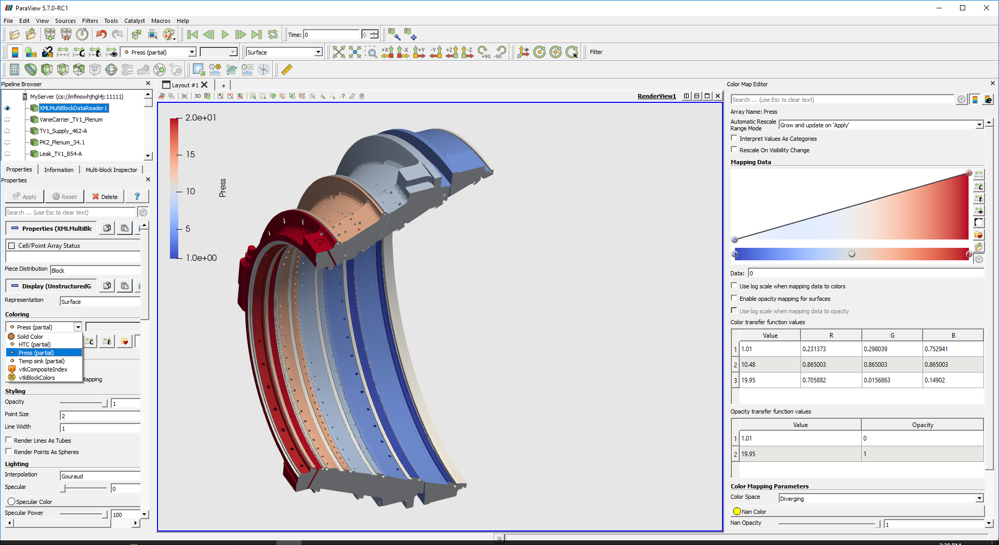 ParaView 5.7.0-RC1
File Edit View Sources Filters Tools Catalyst Macros Help
Time: 0 0
Press (partial) Surface +X -X +Y -Y +Z -Z +90 -90 Filter
Pipeline Browser
MyServer (cs://infmowhjhgl4j:11111)
XMLMultiBlockDataReader1
VaneCarrier_TV1_Plenum
TV1_Supply_462-A
PK2_Plenum_34.1
Leak_TV1_854-A
Properties Information Multi-block Inspector
Properties
Apply Reset Delete ?
Search ... (use Esc to clear text)
Properties (XMLMultiBlo
Cell/Point Array Status
Piece Distribution Block
Display (UnstructuredG
Representation Surface
Coloring
Press (partial)
Solid Color
HTC (partial)
Press (partial)
Temp sink (partial)
vtkCompositeIndex
vtkBlockColors
Mapping
Styling
Opacity 1
Point Size 2
Line Width 1
Render Lines As Tubes
Render Points As Spheres
Lighting
Interpolation Gouraud
Specular 0
Specular Color
Specular Power 100
Layout #1 +
3D RenderView1
2.0e+01
15
10
5
1.0e+00
Press
Color Map Editor
Search ... (use Esc to clear text)
Array Name: Press
Automatic Rescale
Range Mode
Grow and update on 'Apply'
Interpret Values As Categories
Rescale On Visibility Change
Mapping Data
Data: 0
Use log scale when mapping data to colors
Enable opacity mapping for surfaces
Use log scale when mapping data to opacity
Color transfer function values
Value R G B
1 1.01 0.231373 0.298039 0.752941
2 10.48 0.865003 0.865003 0.865003
3 19.95 0.705882 0.0156863 0.14902
Opacity transfer function values
Value Opacity
1 1.01 0
2 19.95 1
Color Mapping Parameters
Color Space Diverging
Nan Color
Nan Opacity 1